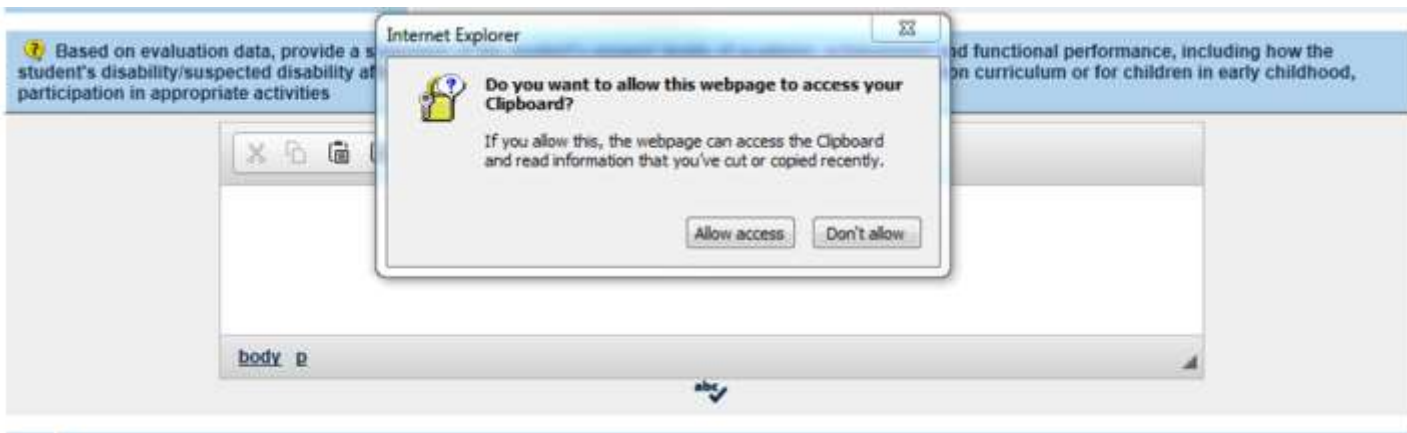 Internet Explorer
Based on evaluation data, provide a s nd functional performance, including how the
student's disability/suspected disability af on curriculum or for children in early childhood,
participation in appropriate activities
Do you want to allow this webpage to access your
Clipboard?
If you allow this, the webpage can access the Clipboard
and read information that you've cut or copied recently.
Allow access Don't allow
body p
abc